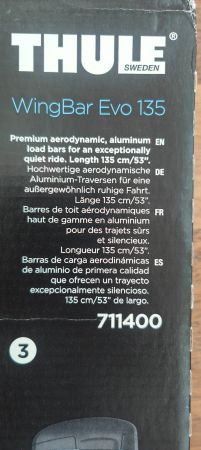 THULE®
SWEDEN
WingBar Evo 135
Premium aerodynamic, aluminum EN
load bars for an exceptionally
quiet ride. Length 135 cm/53".
Hochwertige aerodynamische DE
Aluminium-Traversen für eine
außergewöhnlich ruhige Fahrt.
Länge 135 cm/53".
Barres de toit aérodynamiques FR
haut de gamme en aluminium
pour des trajets sûrs
et silencieux.
Longueur 135 cm/53".
Barras de carga aerodinámicas ES
de aluminio de primera calidad
que ofrecen un trayecto
excepcionalmente silencioso.
135 cm/53" de largo.
711400
3